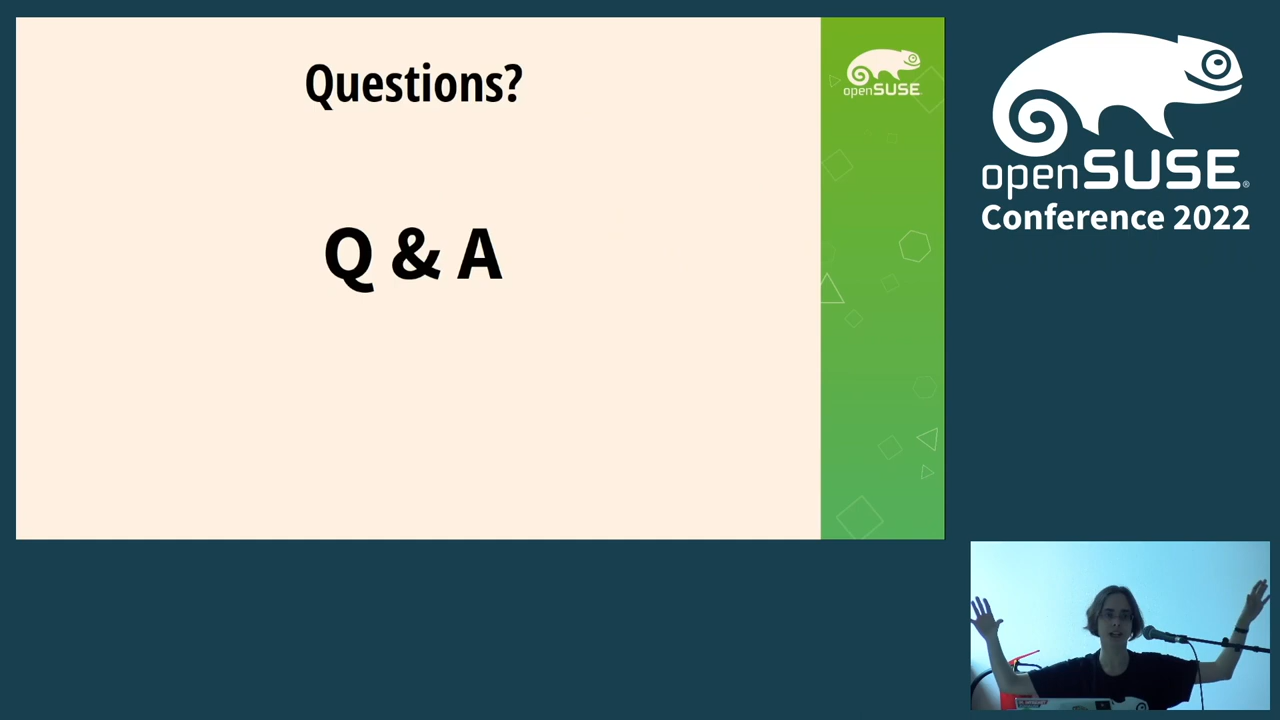 Questions?
Q & A
openSUSE
openSUSE®
Conference 2022